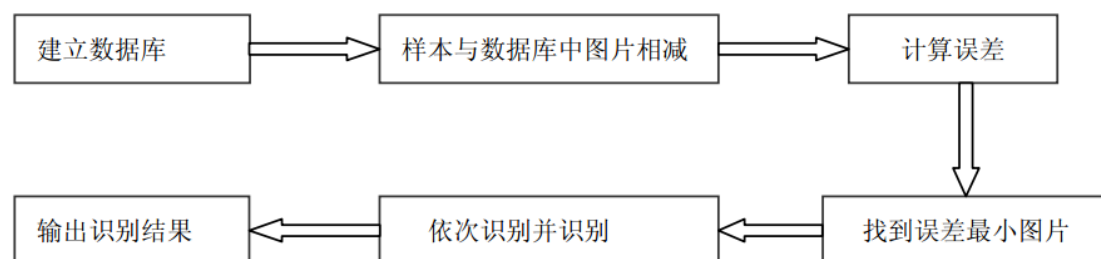 建立数据库
样本与数据库中图片相减
计算误差
找到误差最小图片
依次识别并识别
输出识别结果